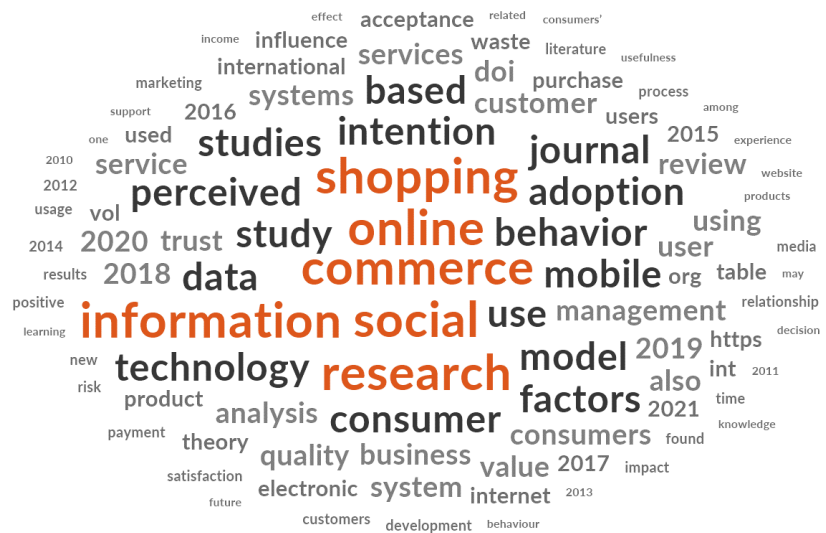 effect acceptance related consumers'
income influence services waste literature
international doi usefulness
marketing systems based purchase process
support 2016 customer users among
one used studies intention journal 2015 experience
2010 service shopping review website
2012 perceived adoption products
usage vol study online behavior using
2014 2020 trust user media
results 2018 data commerce mobile org table may
positive information social use management relationship
learning https decision
new technology research model 2019 int 2011
risk product factors also time
analysis consumer 2021 knowledge
payment theory consumers found
quality business value 2017 impact
satisfaction electronic system internet 2013
future
customers development behaviour